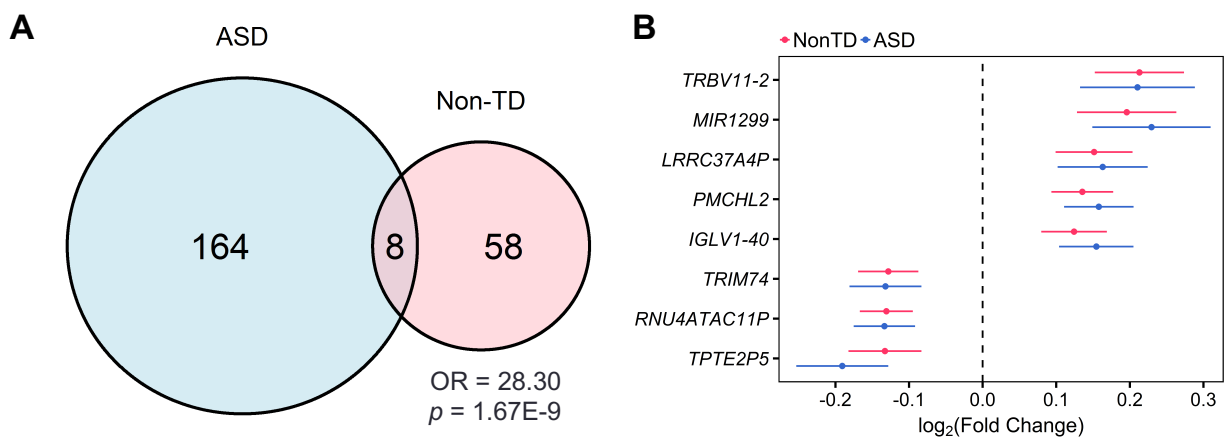 A
ASD
Non-TD
164
8
58
OR = 28.30
p = 1.67E-9
B
NonTD ASD
TRBV11-2
MIR1299
LRRC37A4P
PMCHL2
IGLV1-40
TRIM74
RNU4ATAC11P
TPTE2P5
-0.2 -0.1 0.0 0.1 0.2 0.3
log₂(Fold Change)